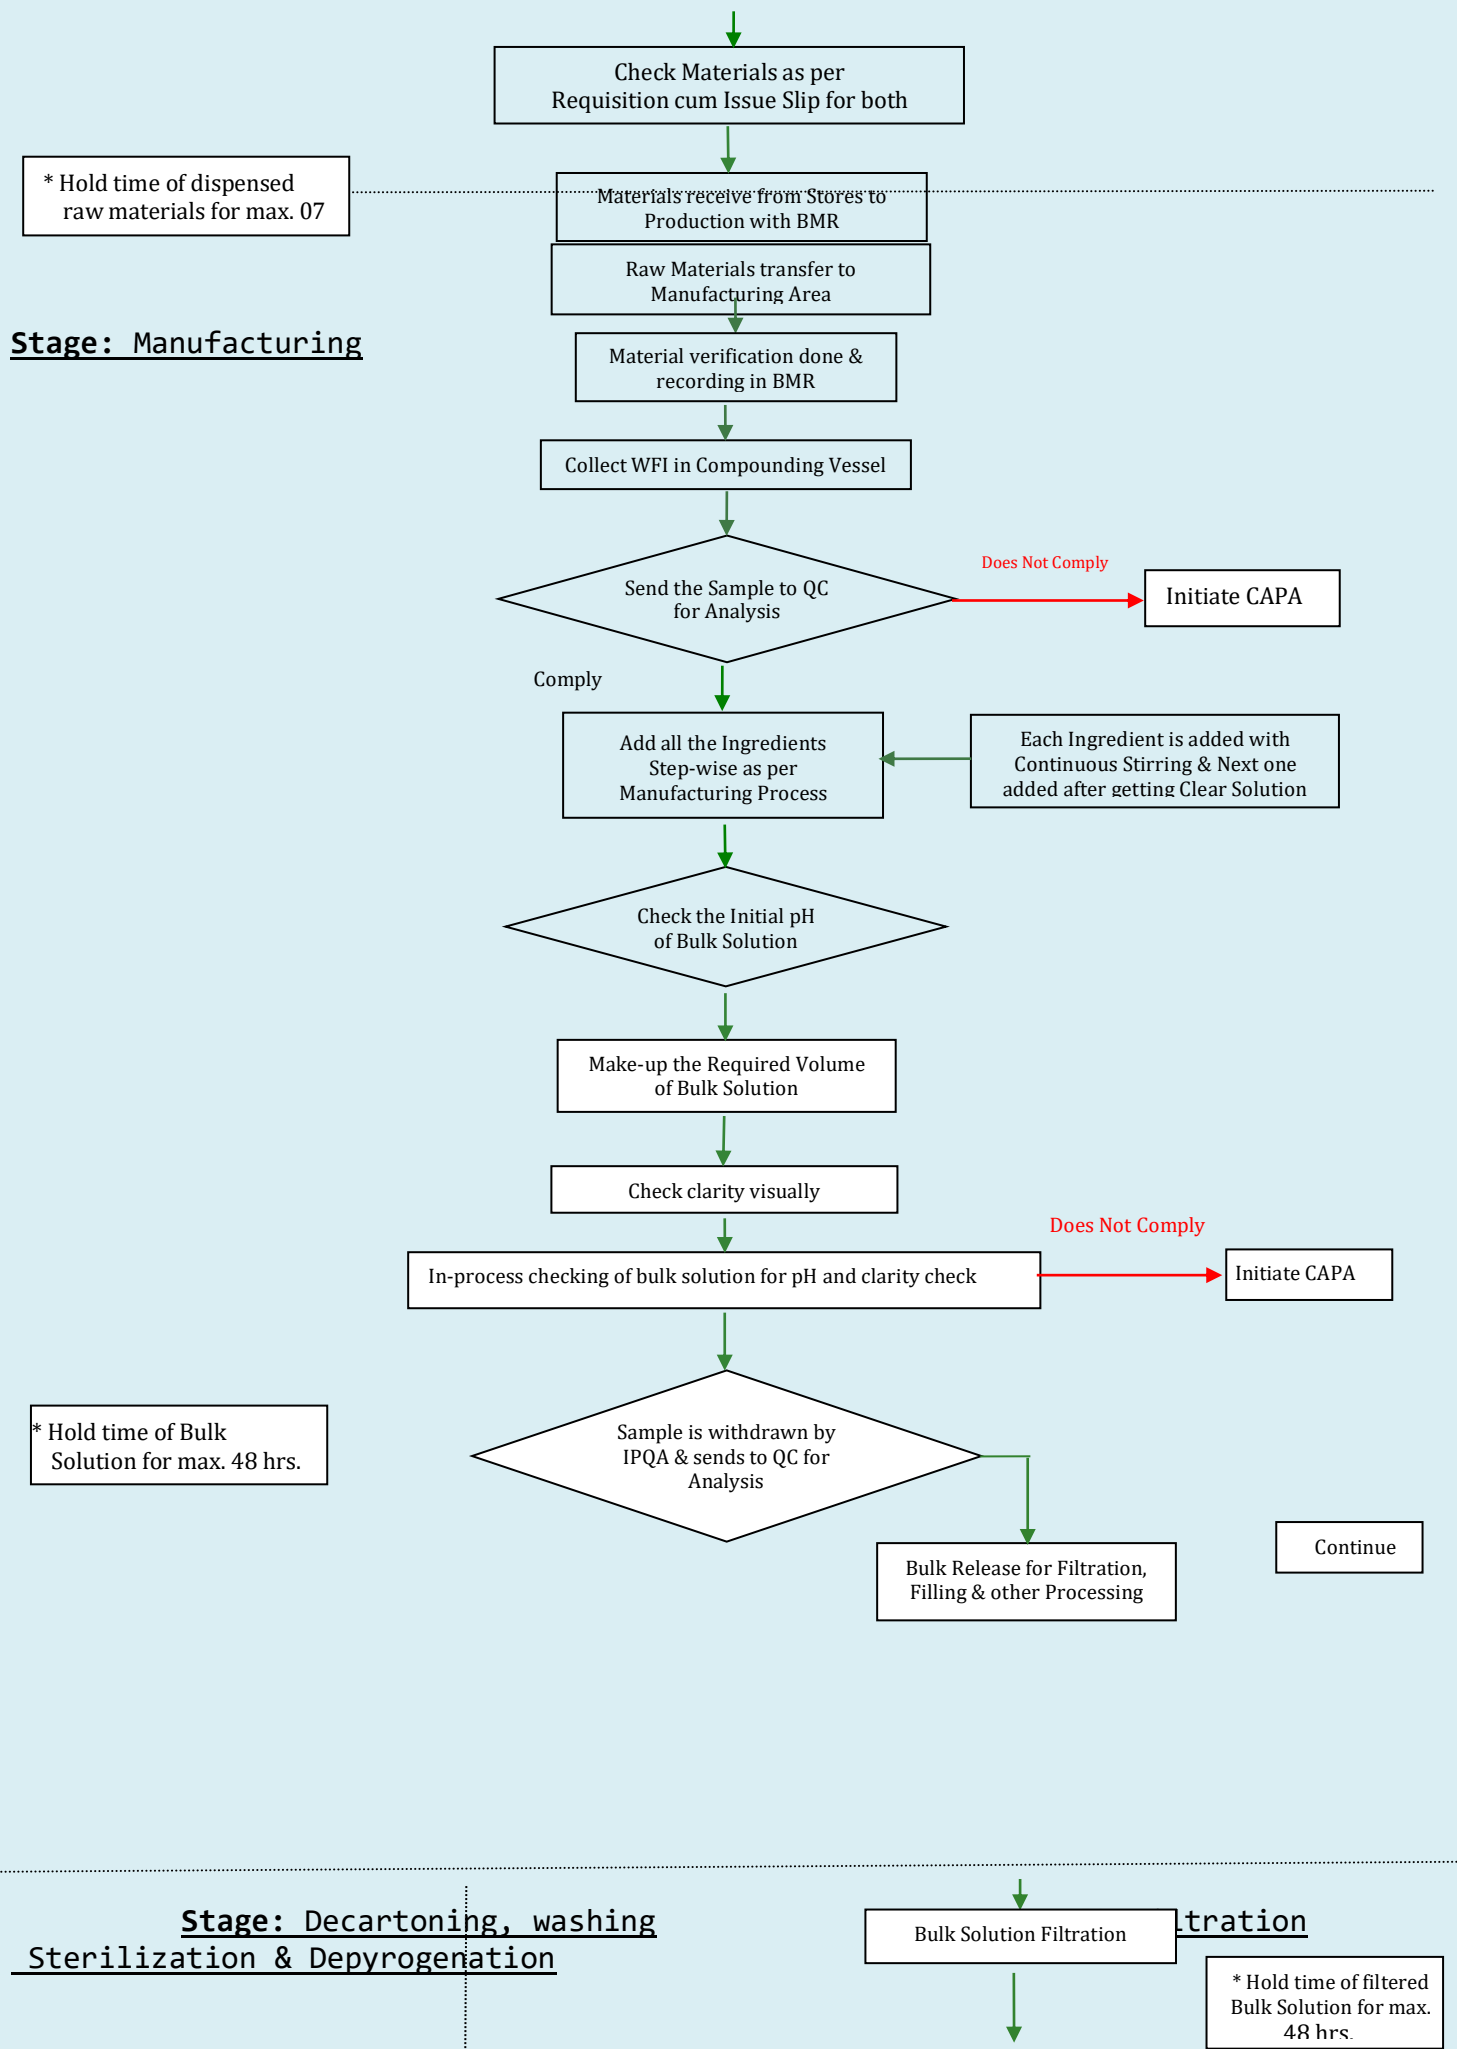 Check Materials as per
Requisition cum Issue Slip for both
* Hold time of dispensed
raw materials for max. 07
Materials receive from Stores to
Production with BMR
Raw Materials transfer to
Manufacturing Area
Stage: Manufacturing
Material verification done &
recording in BMR
Collect WFI in Compounding Vessel
Send the Sample to QC
for Analysis
Does Not Comply
Initiate CAPA
Comply
Add all the Ingredients
Step-wise as per
Manufacturing Process
Each Ingredient is added with
Continuous Stirring & Next one
added after getting Clear Solution
Check the Initial pH
of Bulk Solution
Make-up the Required Volume
of Bulk Solution
Check clarity visually
Does Not Comply
In-process checking of bulk solution for pH and clarity check
Initiate CAPA
* Hold time of Bulk
Solution for max. 48 hrs.
Sample is withdrawn by
IPQA & sends to QC for
Analysis
Continue
Bulk Release for Filtration,
Filling & other Processing
Stage: Decartoning, washing
Sterilization & Depyrogenation
Bulk Solution Filtration
* Hold time of filtered
Bulk Solution for max.
48 hrs.